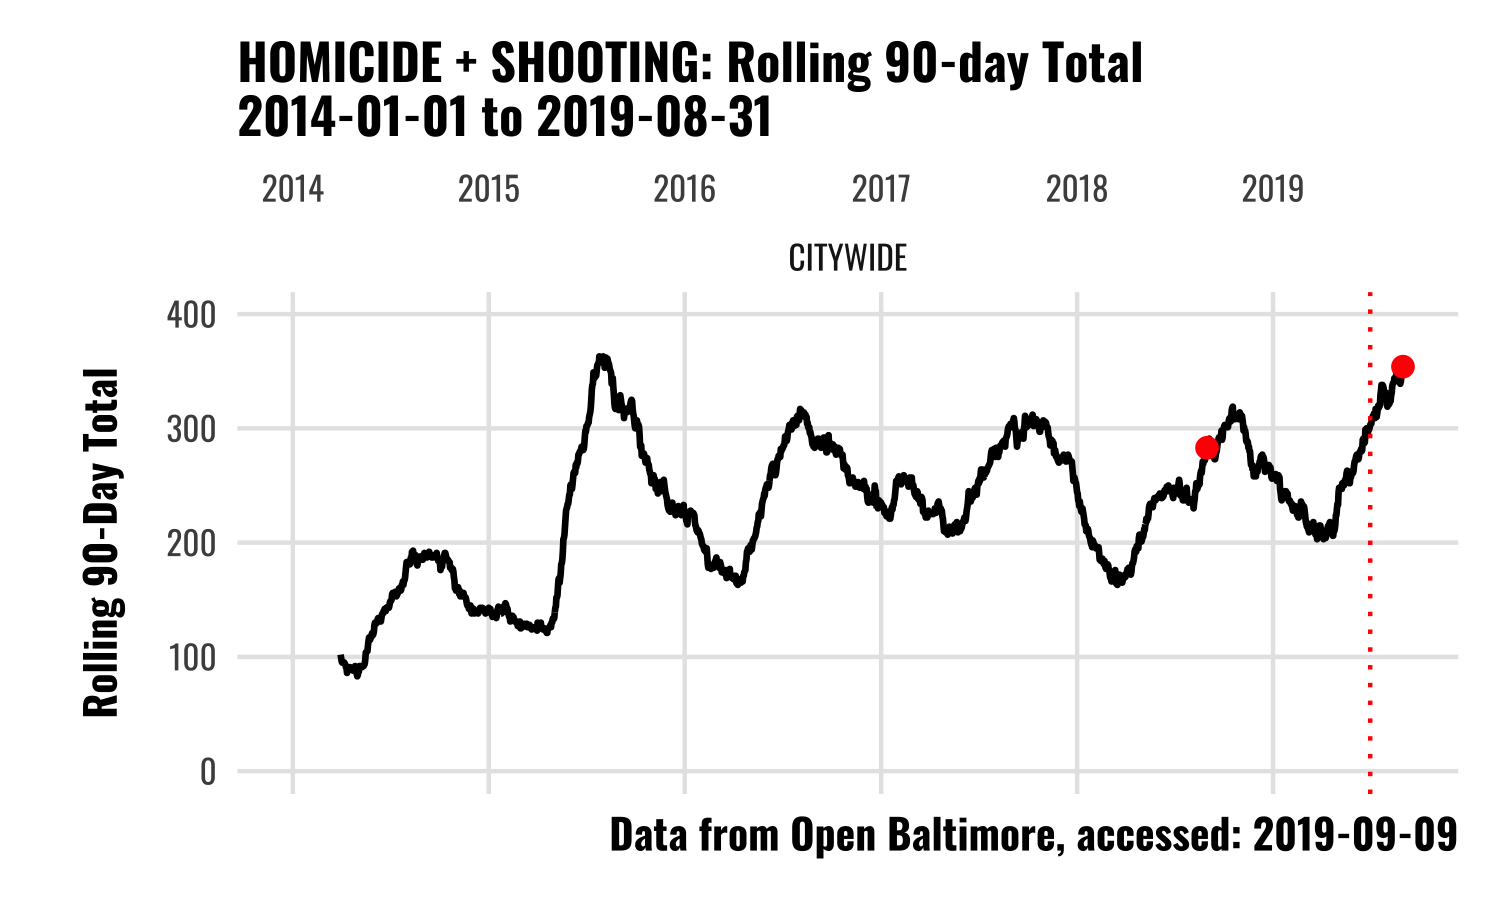 HOMICIDE + SHOOTING: Rolling 90-day Total
2014-01-01 to 2019-08-31
2014 2015 2016 2017 2018 2019
CITYWIDE
Rolling 90-Day Total
400
300
200
100
0
Data from Open Baltimore, accessed: 2019-09-09